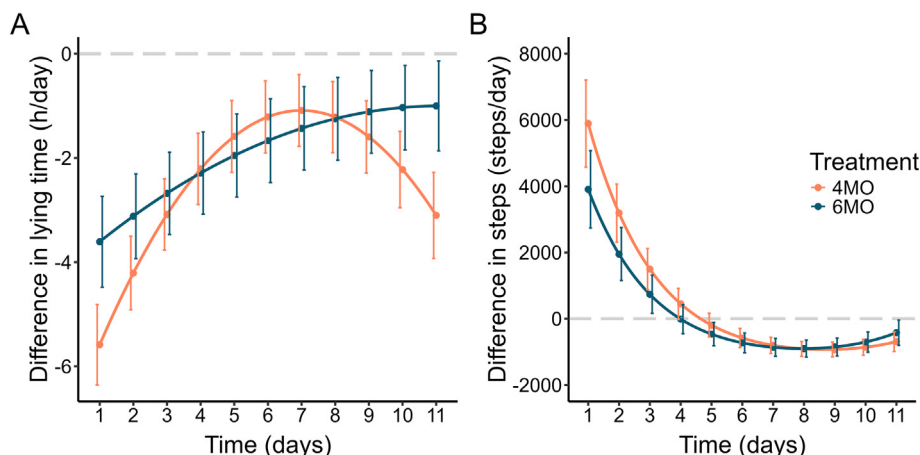 A
Difference in lying time (h/day)
0
-2
-4
-6
1 2 3 4 5 6 7 8 9 10 11
Time (days)
B
Difference in steps (steps/day)
8000
6000
4000
2000
0
-2000
1 2 3 4 5 6 7 8 9 10 11
Time (days)
Treatment
4MO
6MO